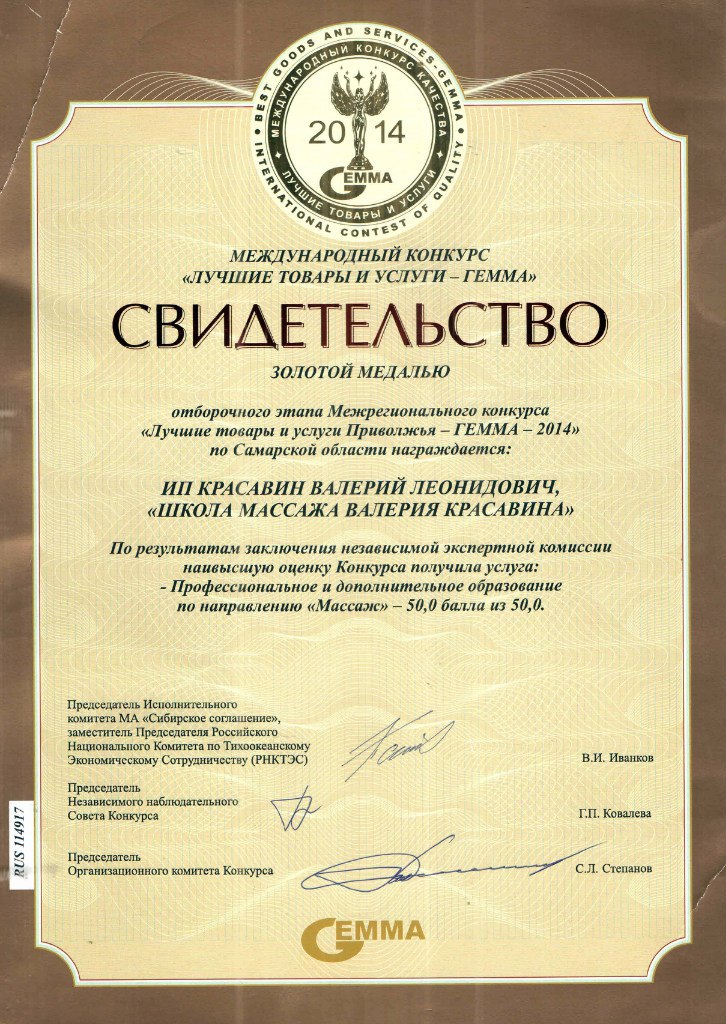 INTERNATIONAL CONTEST OF QUALITY • BEST GOODS AND SERVICES-GEMMA •
МЕЖДУНАРОДНЫЙ КОНКУРС КАЧЕСТВА
ЛУЧШИЕ ТОВАРЫ И УСЛУГИ
2014
GEMMA
МЕЖДУНАРОДНЫЙ КОНКУРС
«ЛУЧШИЕ ТОВАРЫ И УСЛУГИ – ГЕММА»
СВИДЕТЕЛЬСТВО
ЗОЛОТОЙ МЕДАЛЬЮ
отборочного этапа Межрегионального конкурса
«Лучшие товары и услуги Приволжья – ГЕММА – 2014»
по Самарской области награждается:
ИП КРАСАВИН ВАЛЕРИЙ ЛЕОНИДОВИЧ,
«ШКОЛА МАССАЖА ВАЛЕРИЯ КРАСАВИНА»
По результатам заключения независимой экспертной комиссии
наивысшую оценку Конкурса получила услуга:
- Профессиональное и дополнительное образование
по направлению «Массаж» – 50,0 балла из 50,0.
Председатель Исполнительного
комитета МА «Сибирское соглашение»,
заместитель Председателя Российского
Национального Комитета по Тихоокеанскому
Экономическому Сотрудничеству (РНКТЭС)
В.И. Иванков
Председатель
Независимого наблюдательного
Совета Конкурса
Г.П. Ковалева
Председатель
Организационного комитета Конкурса
С.Л. Степанов
RUS 114917
GEMMA